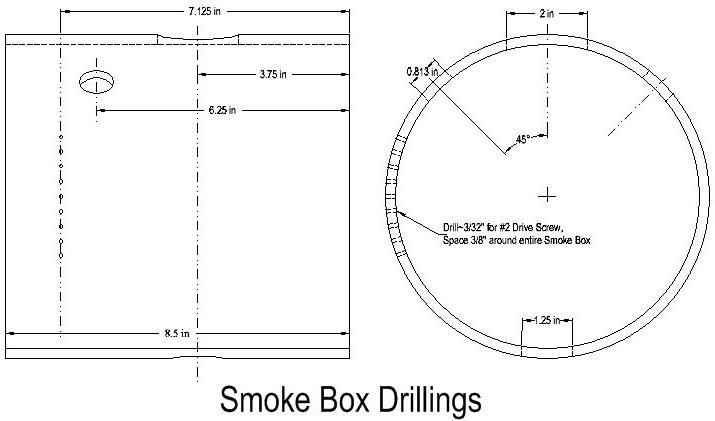 7.125 in
2 in
3.75 in
0.813 in
6.25 in
45°
Drill~3/32" for #2 Drive Screw,
Space 3/8" around entire Smoke Box
1.25 in
8.5 in
Smoke Box Drillings